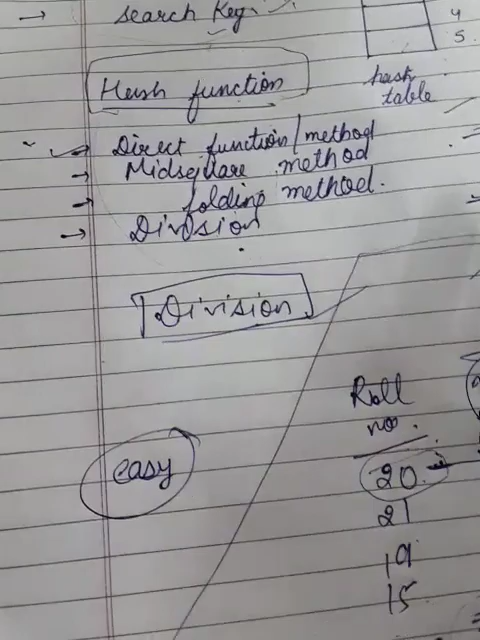 → search Key
4
5
Hash function
hash
table
→ Direct function/method
→ Midsquare method
→ folding method.
→ Division
Division
Roll
no.
easy
20
21
19
15